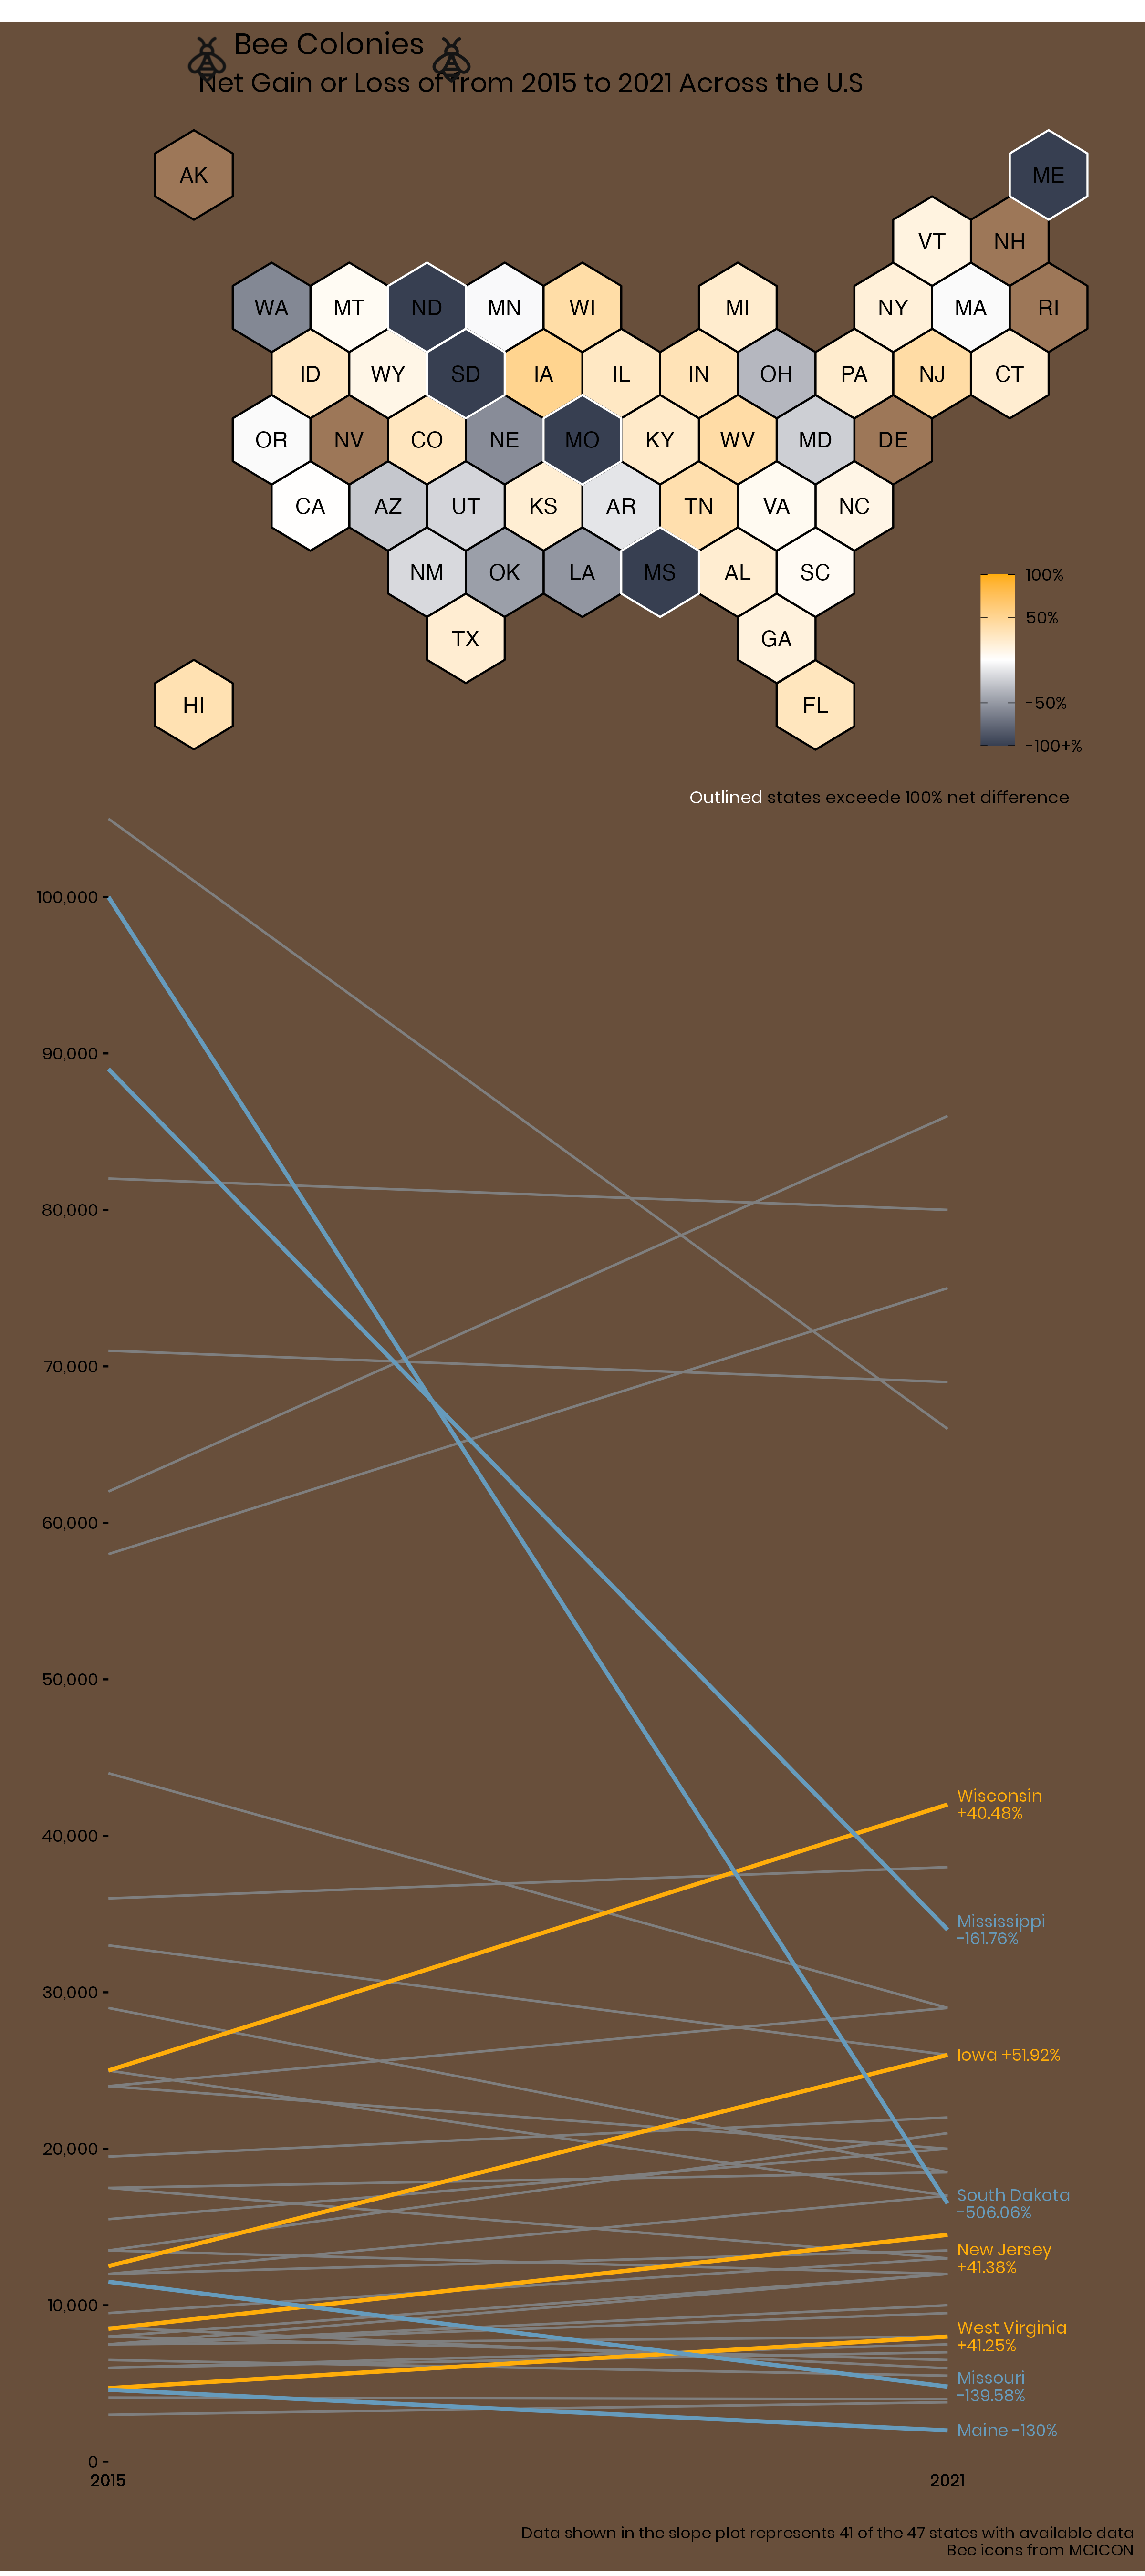 Bee Colonies
Net Gain or Loss of from 2015 to 2021 Across the U.S
AK
ME
VT NH
WA MT ND MN WI MI NY MA RI
ID WY SD IA IL IN OH PA NJ CT
OR NV CO NE MO KY WV MD DE
CA AZ UT KS AR TN VA NC
NM OK LA MS AL SC
TX GA
HI FL
100%
50%
-50%
-100+%
Outlined states exceede 100% net difference
100,000
90,000
80,000
70,000
60,000
50,000
40,000
30,000
20,000
10,000
0
Wisconsin
+40.48%
Mississippi
-161.76%
Iowa +51.92%
South Dakota
-506.06%
New Jersey
+41.38%
West Virginia
+41.25%
Missouri
-139.58%
Maine -130%
2015 2021
Data shown in the slope plot represents 41 of the 47 states with available data
Bee icons from MCICON